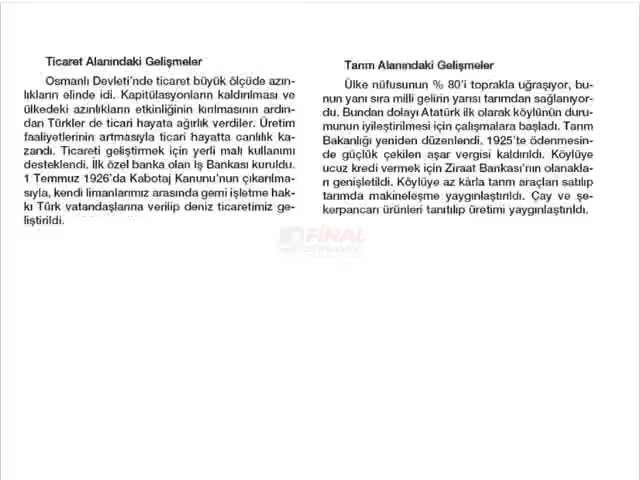 Ticaret Alanındaki Gelişmeler
Osmanlı Devleti'nde ticaret büyük ölçüde azın-
lıkların elinde idi. Kapitülasyonların kaldırılması ve
ülkedeki azınlıkların etkinliğinin kırılmasının ardın-
dan Türkler de ticari hayata ağırlık verdiler. Üretim
faaliyetlerinin artmasıyla ticari hayatta canlılık ka-
zandı. Ticareti geliştirmek için yerli malı kullanımı
desteklendi. İlk özel banka olan İş Bankası kuruldu.
1 Temmuz 1926'da Kabotaj Kanunu'nun çıkarılma-
sıyla, kendi limanlarımız arasında gemi işletme hak-
kı Türk vatandaşlarına verilip deniz ticaretimiz ge-
liştirildi.
Tarım Alanındaki Gelişmeler
Ülke nüfusunun % 80'i toprakla uğraşıyor, bu-
nun yanı sıra milli gelirin yarısı tarımdan sağlanıyor-
du. Bundan dolayı Atatürk ilk olarak köylünün duru-
munun iyileştirilmesi için çalışmalara başladı. Tarım
Bakanlığı yeniden düzenlendi. 1925'te ödenmesin-
de güçlük çekilen aşar vergisi kaldırıldı. Köylüye
ucuz kredi vermek için Ziraat Bankası'nın olanakla-
rı genişletildi. Köylüye az kârla tarım araçları satılıp
tarımda makineleşme yaygınlaştırıldı. Çay ve şe-
kerpancarı ürünleri tanıtılıp üretimi yaygınlaştırıldı.
FİNAL
DERSANESİ